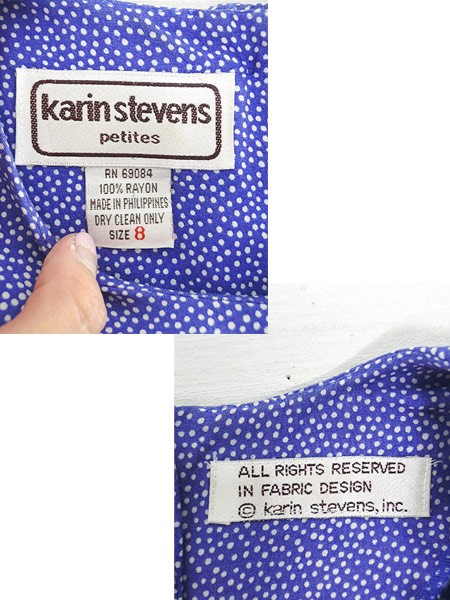 karin stevens
petites
RN 69084
100% RAYON
MADE IN PHILIPPINES
DRY CLEAN ONLY
SIZE 8
ALL RIGHTS RESERVED
IN FABRIC DESIGN
© karin stevens, inc.